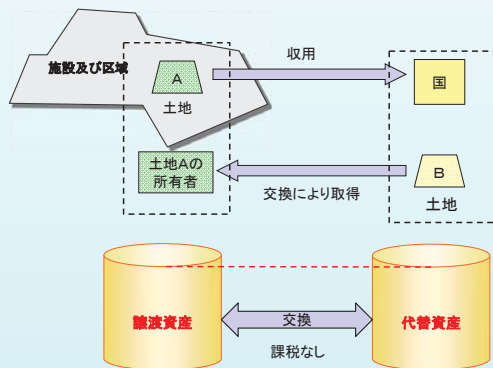 施設及び区域
A
土地
収用
国
土地Aの
所有者
交換により取得
B
土地
譲渡資産
交換
課税なし
代替資産